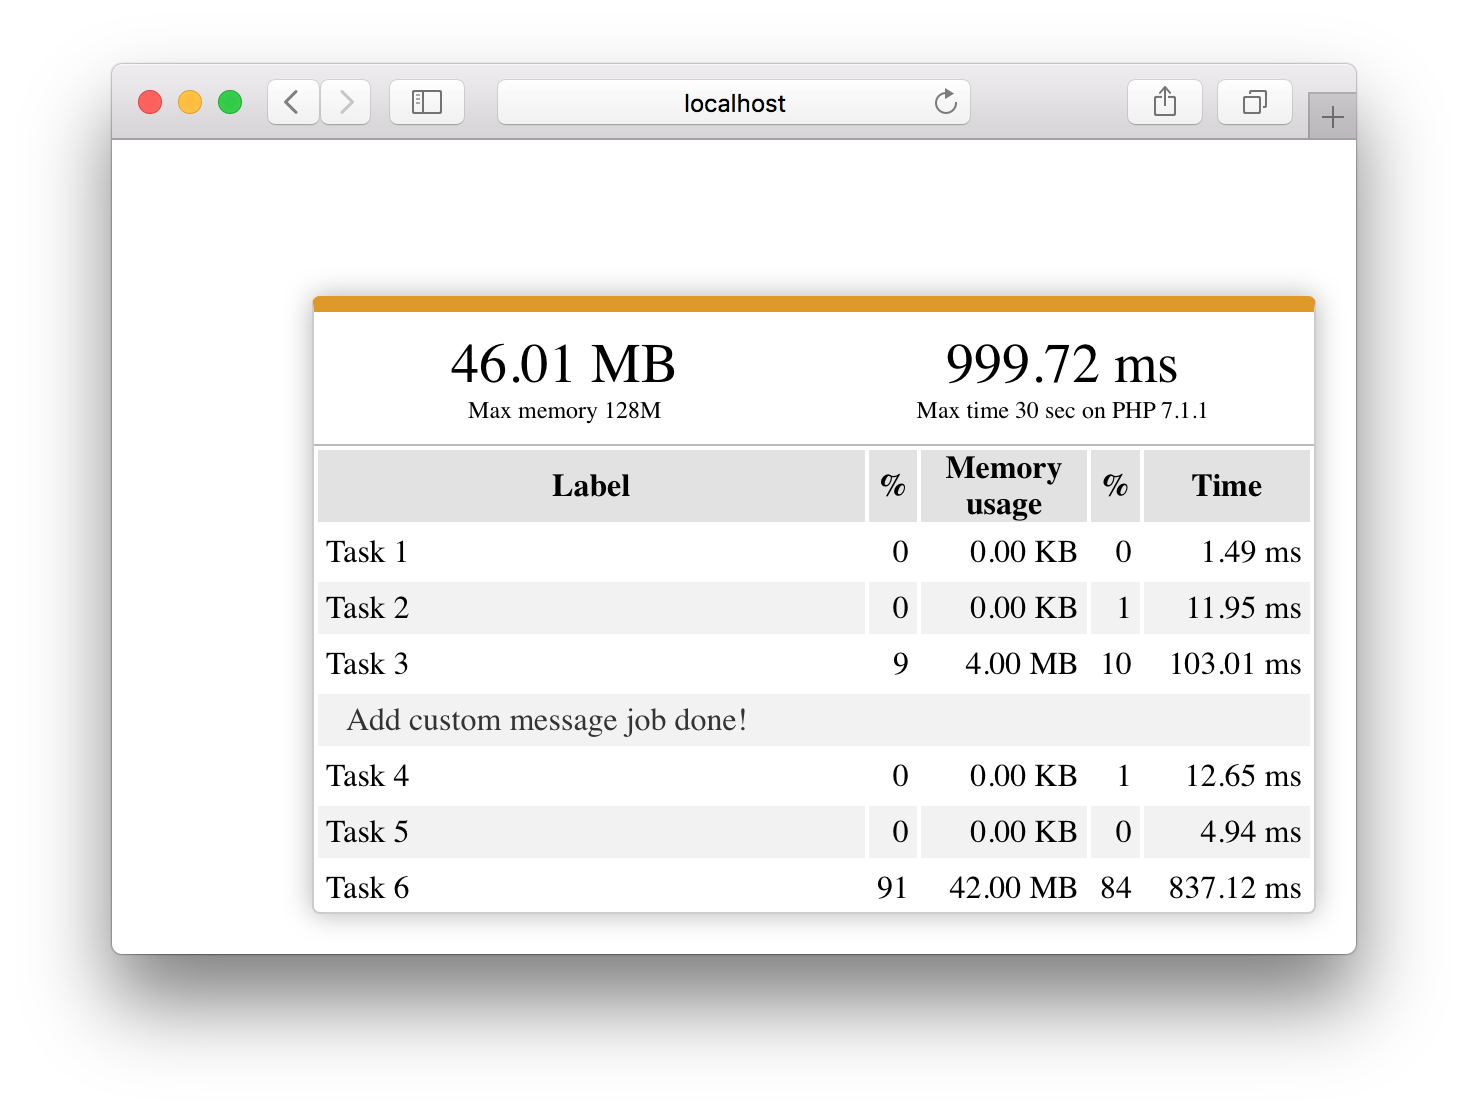 localhost
46.01 MB 999.72 ms
Max memory 128M Max time 30 sec on PHP 7.1.1
Label % Memory usage % Time
Task 1 0 0.00 KB 0 1.49 ms
Task 2 0 0.00 KB 1 11.95 ms
Task 3 9 4.00 MB 10 103.01 ms
Add custom message job done!
Task 4 0 0.00 KB 1 12.65 ms
Task 5 0 0.00 KB 0 4.94 ms
Task 6 91 42.00 MB 84 837.12 ms